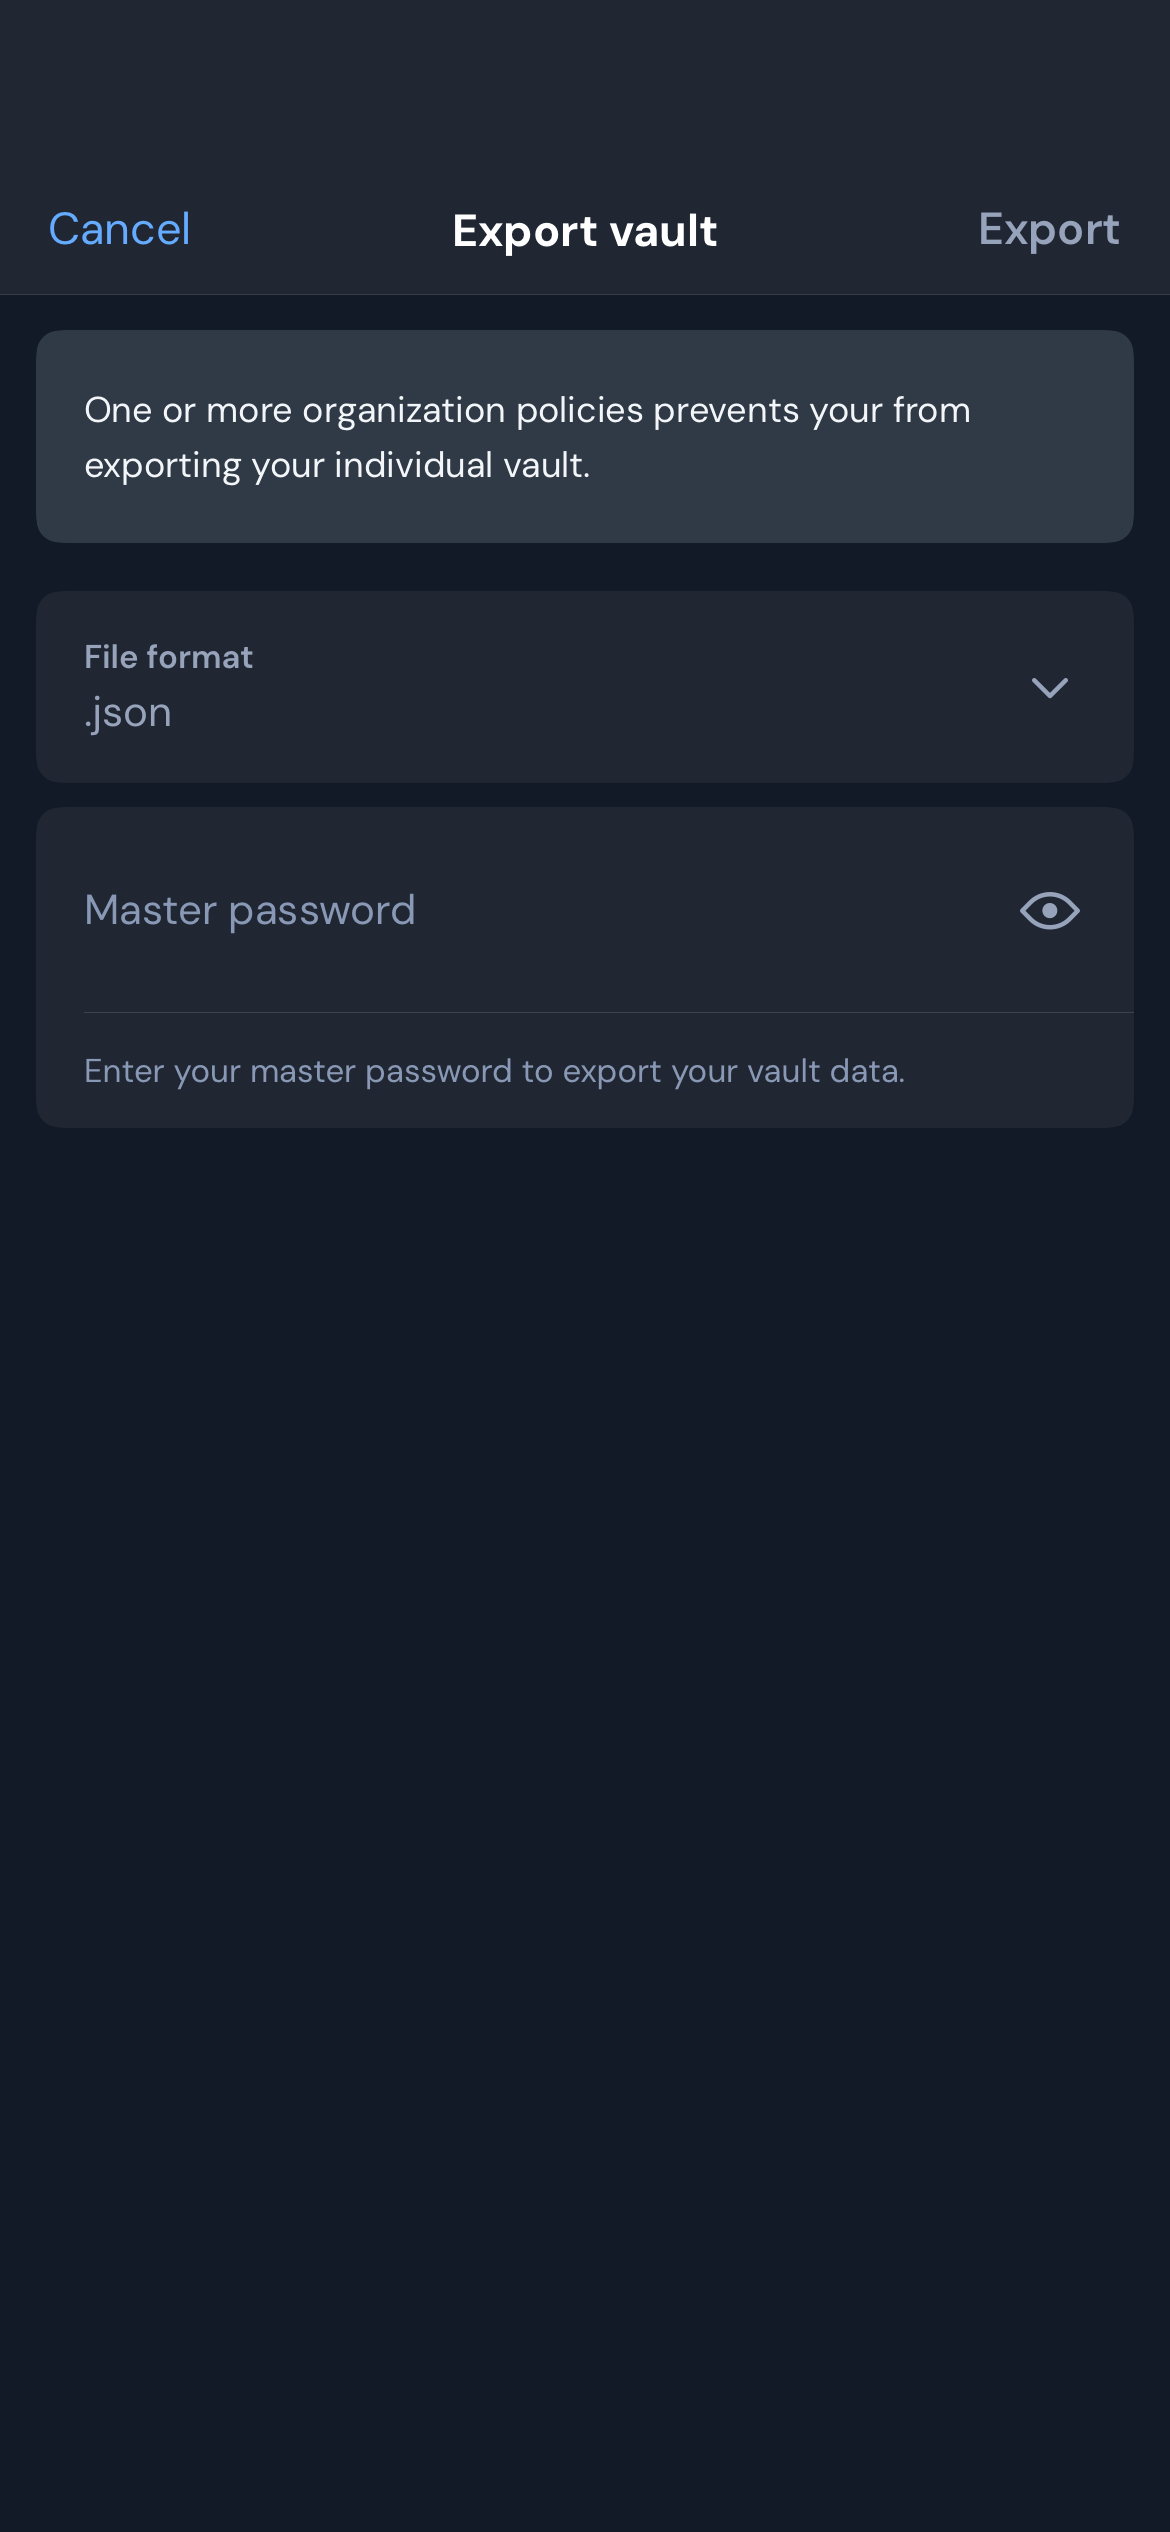 Cancel
Export vault
Export
One or more organization policies prevents your from
exporting your individual vault.
File format
.json
Master password
Enter your master password to export your vault data.